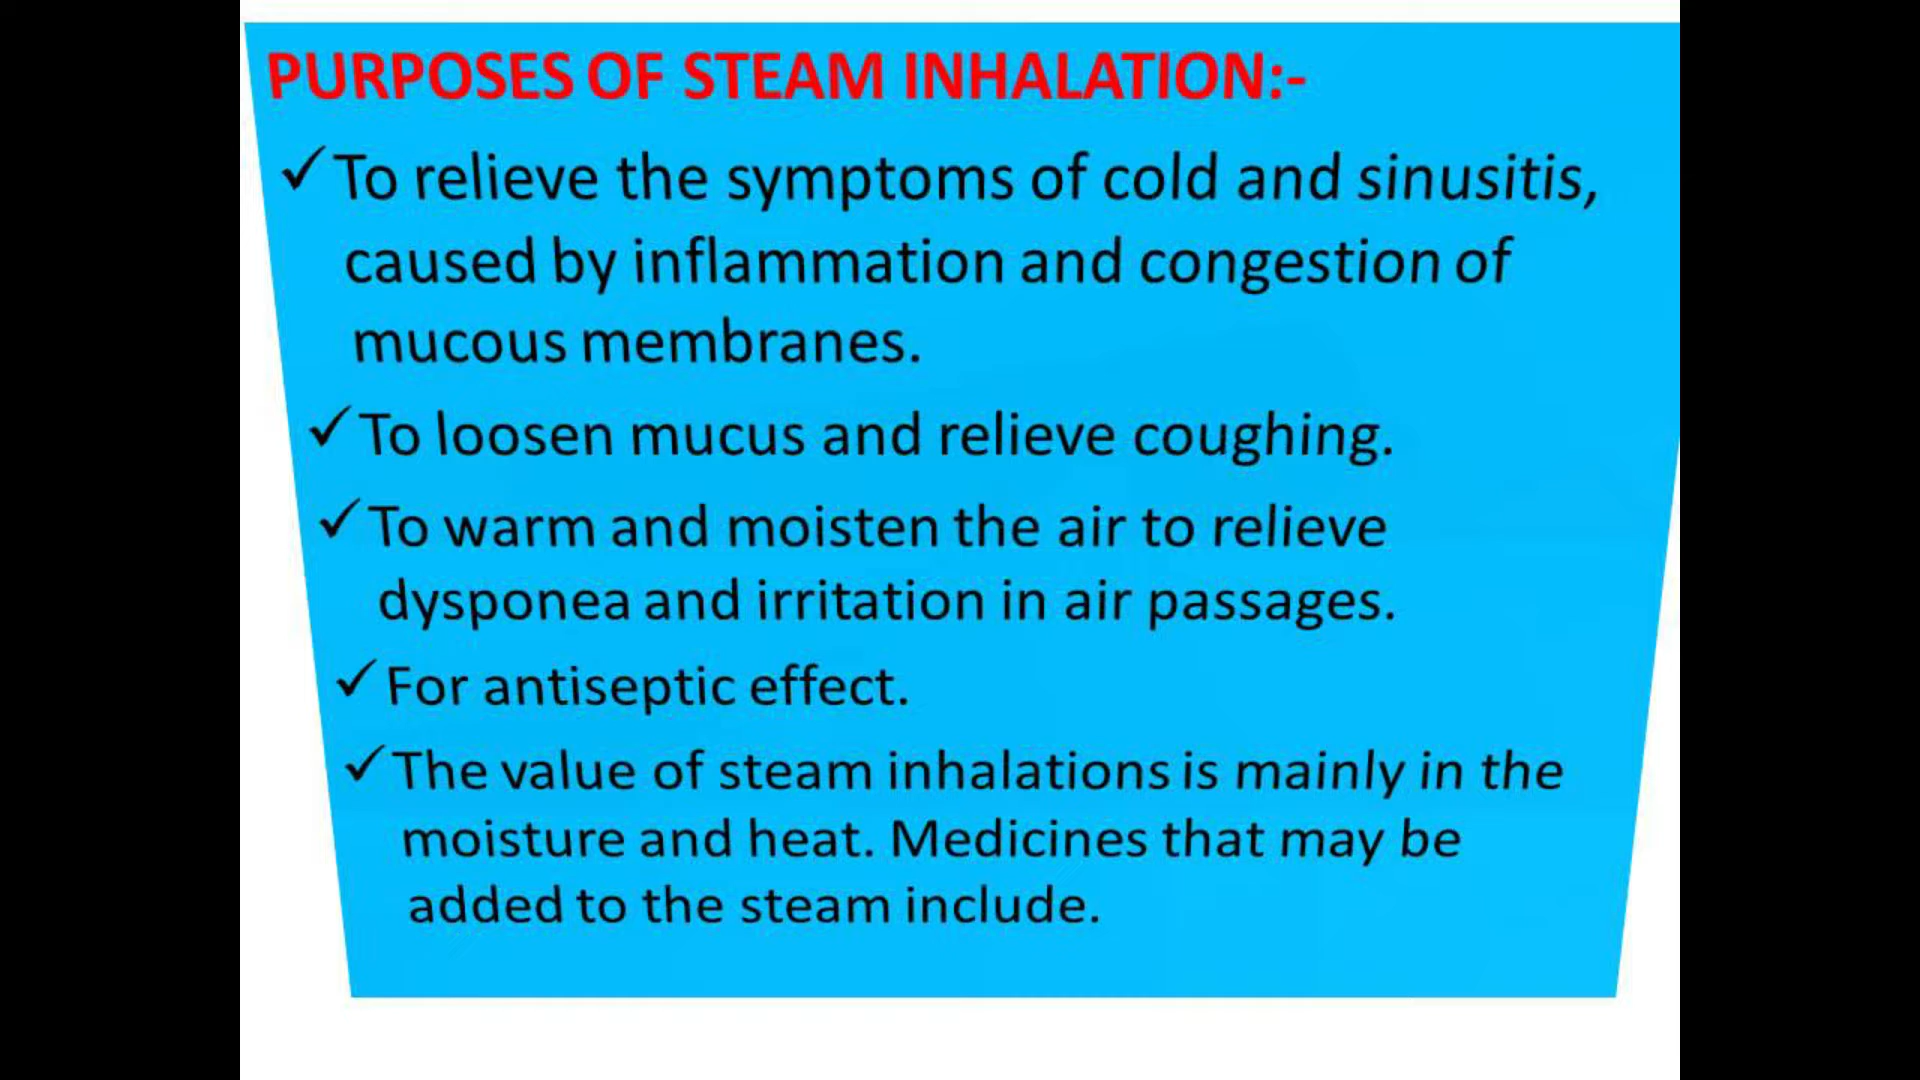 PURPOSES OF STEAM INHALATION:-
✓To relieve the symptoms of cold and sinusitis,
caused by inflammation and congestion of
mucous membranes.
✓To loosen mucus and relieve coughing.
✓To warm and moisten the air to relieve
dysponea and irritation in air passages.
✓For antiseptic effect.
✓The value of steam inhalations is mainly in the
moisture and heat. Medicines that may be
added to the steam include.